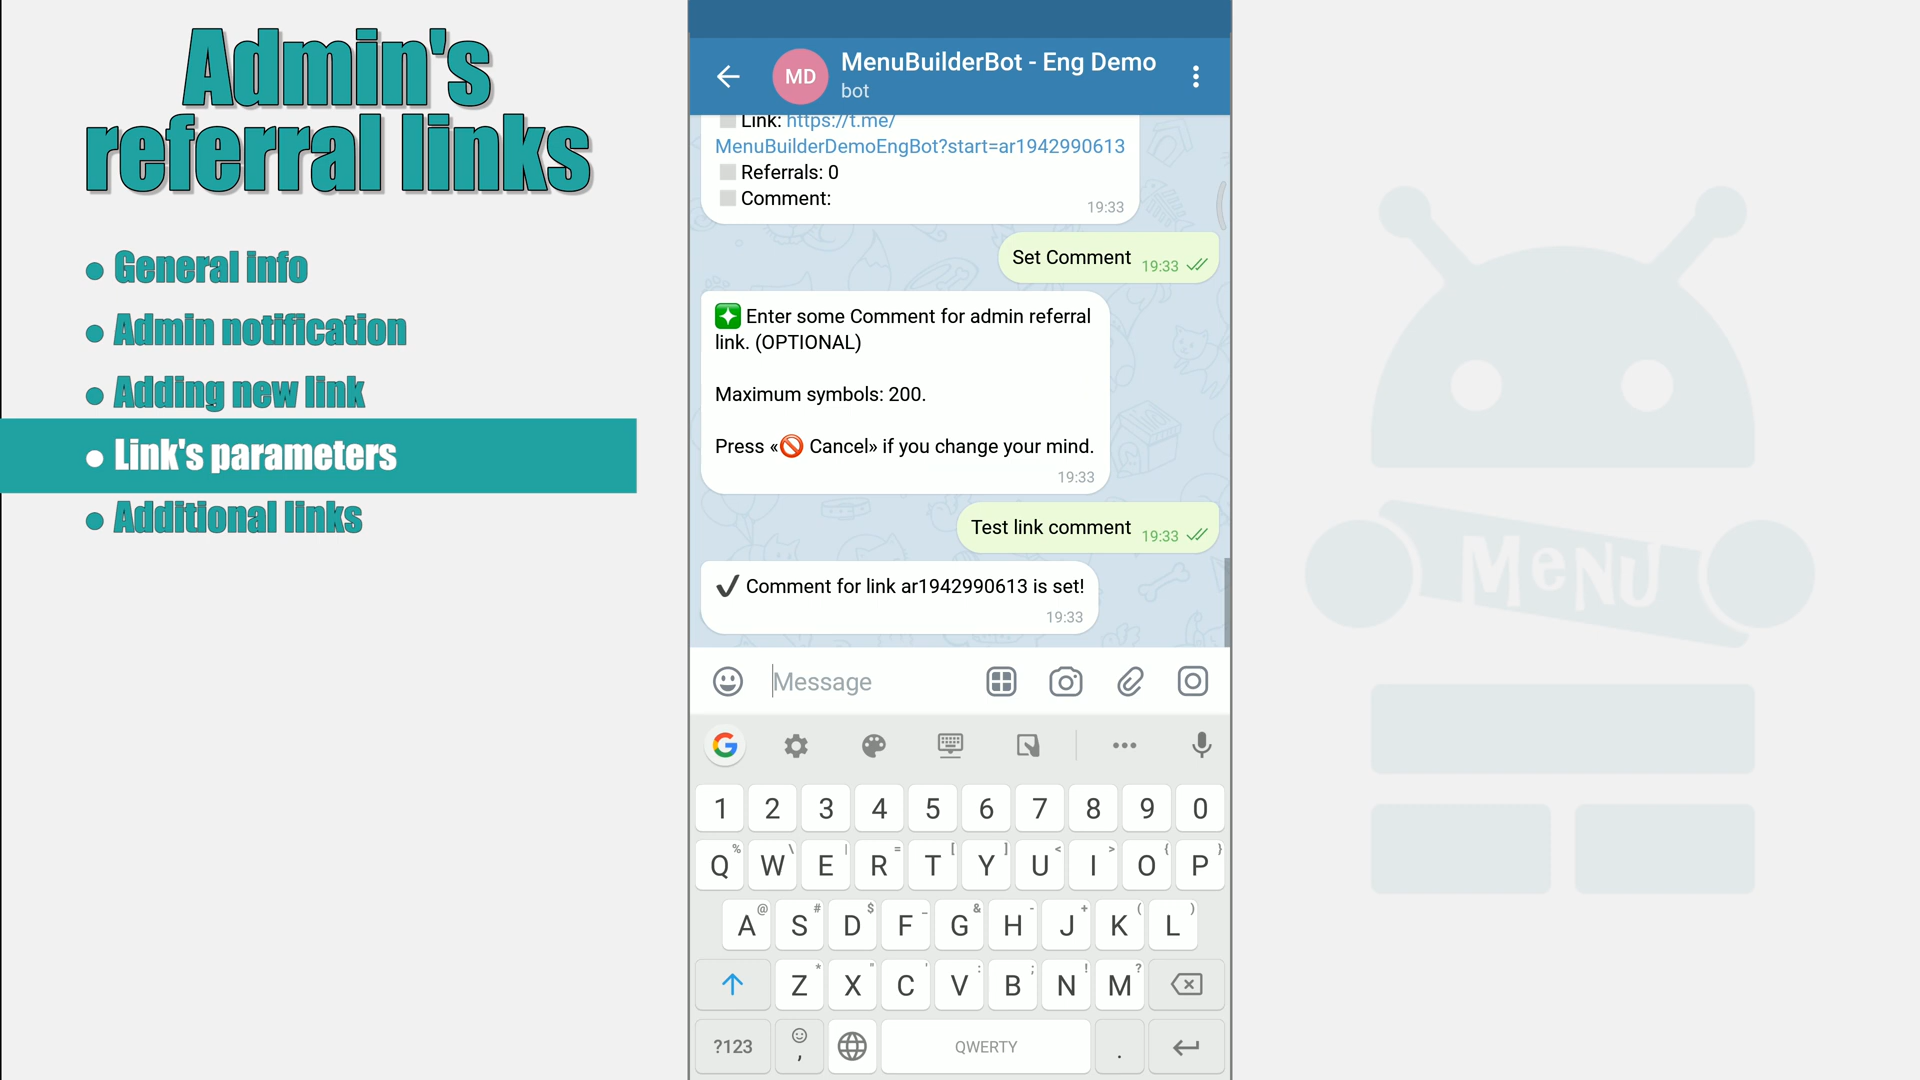 Admin's
referral links
• General info
• Admin notification
• Adding new link
• Link's parameters
• Additional links
MD
MenuBuilderBot - Eng Demo
bot
Link: https://t.me/
MenuBuilderDemoEngBot?start=ar1942990613
Referrals: 0
Comment:
19:33
Set Comment 19:33
Enter some Comment for admin referral
link. (OPTIONAL)
Maximum symbols: 200.
Press «🚫 Cancel» if you change your mind.
19:33
Test link comment 19:33
✔ Comment for link ar1942990613 is set!
19:33
Message
G
1 2 3 4 5 6 7 8 9 0
% \ | = [ ] < > { }
Q W E R T Y U I O P
@ # $ _ & - + ( )
A S D F G H J K L
* " ' : ; ! ?
Z X C V B N M
?123 , QWERTY .
MeNU